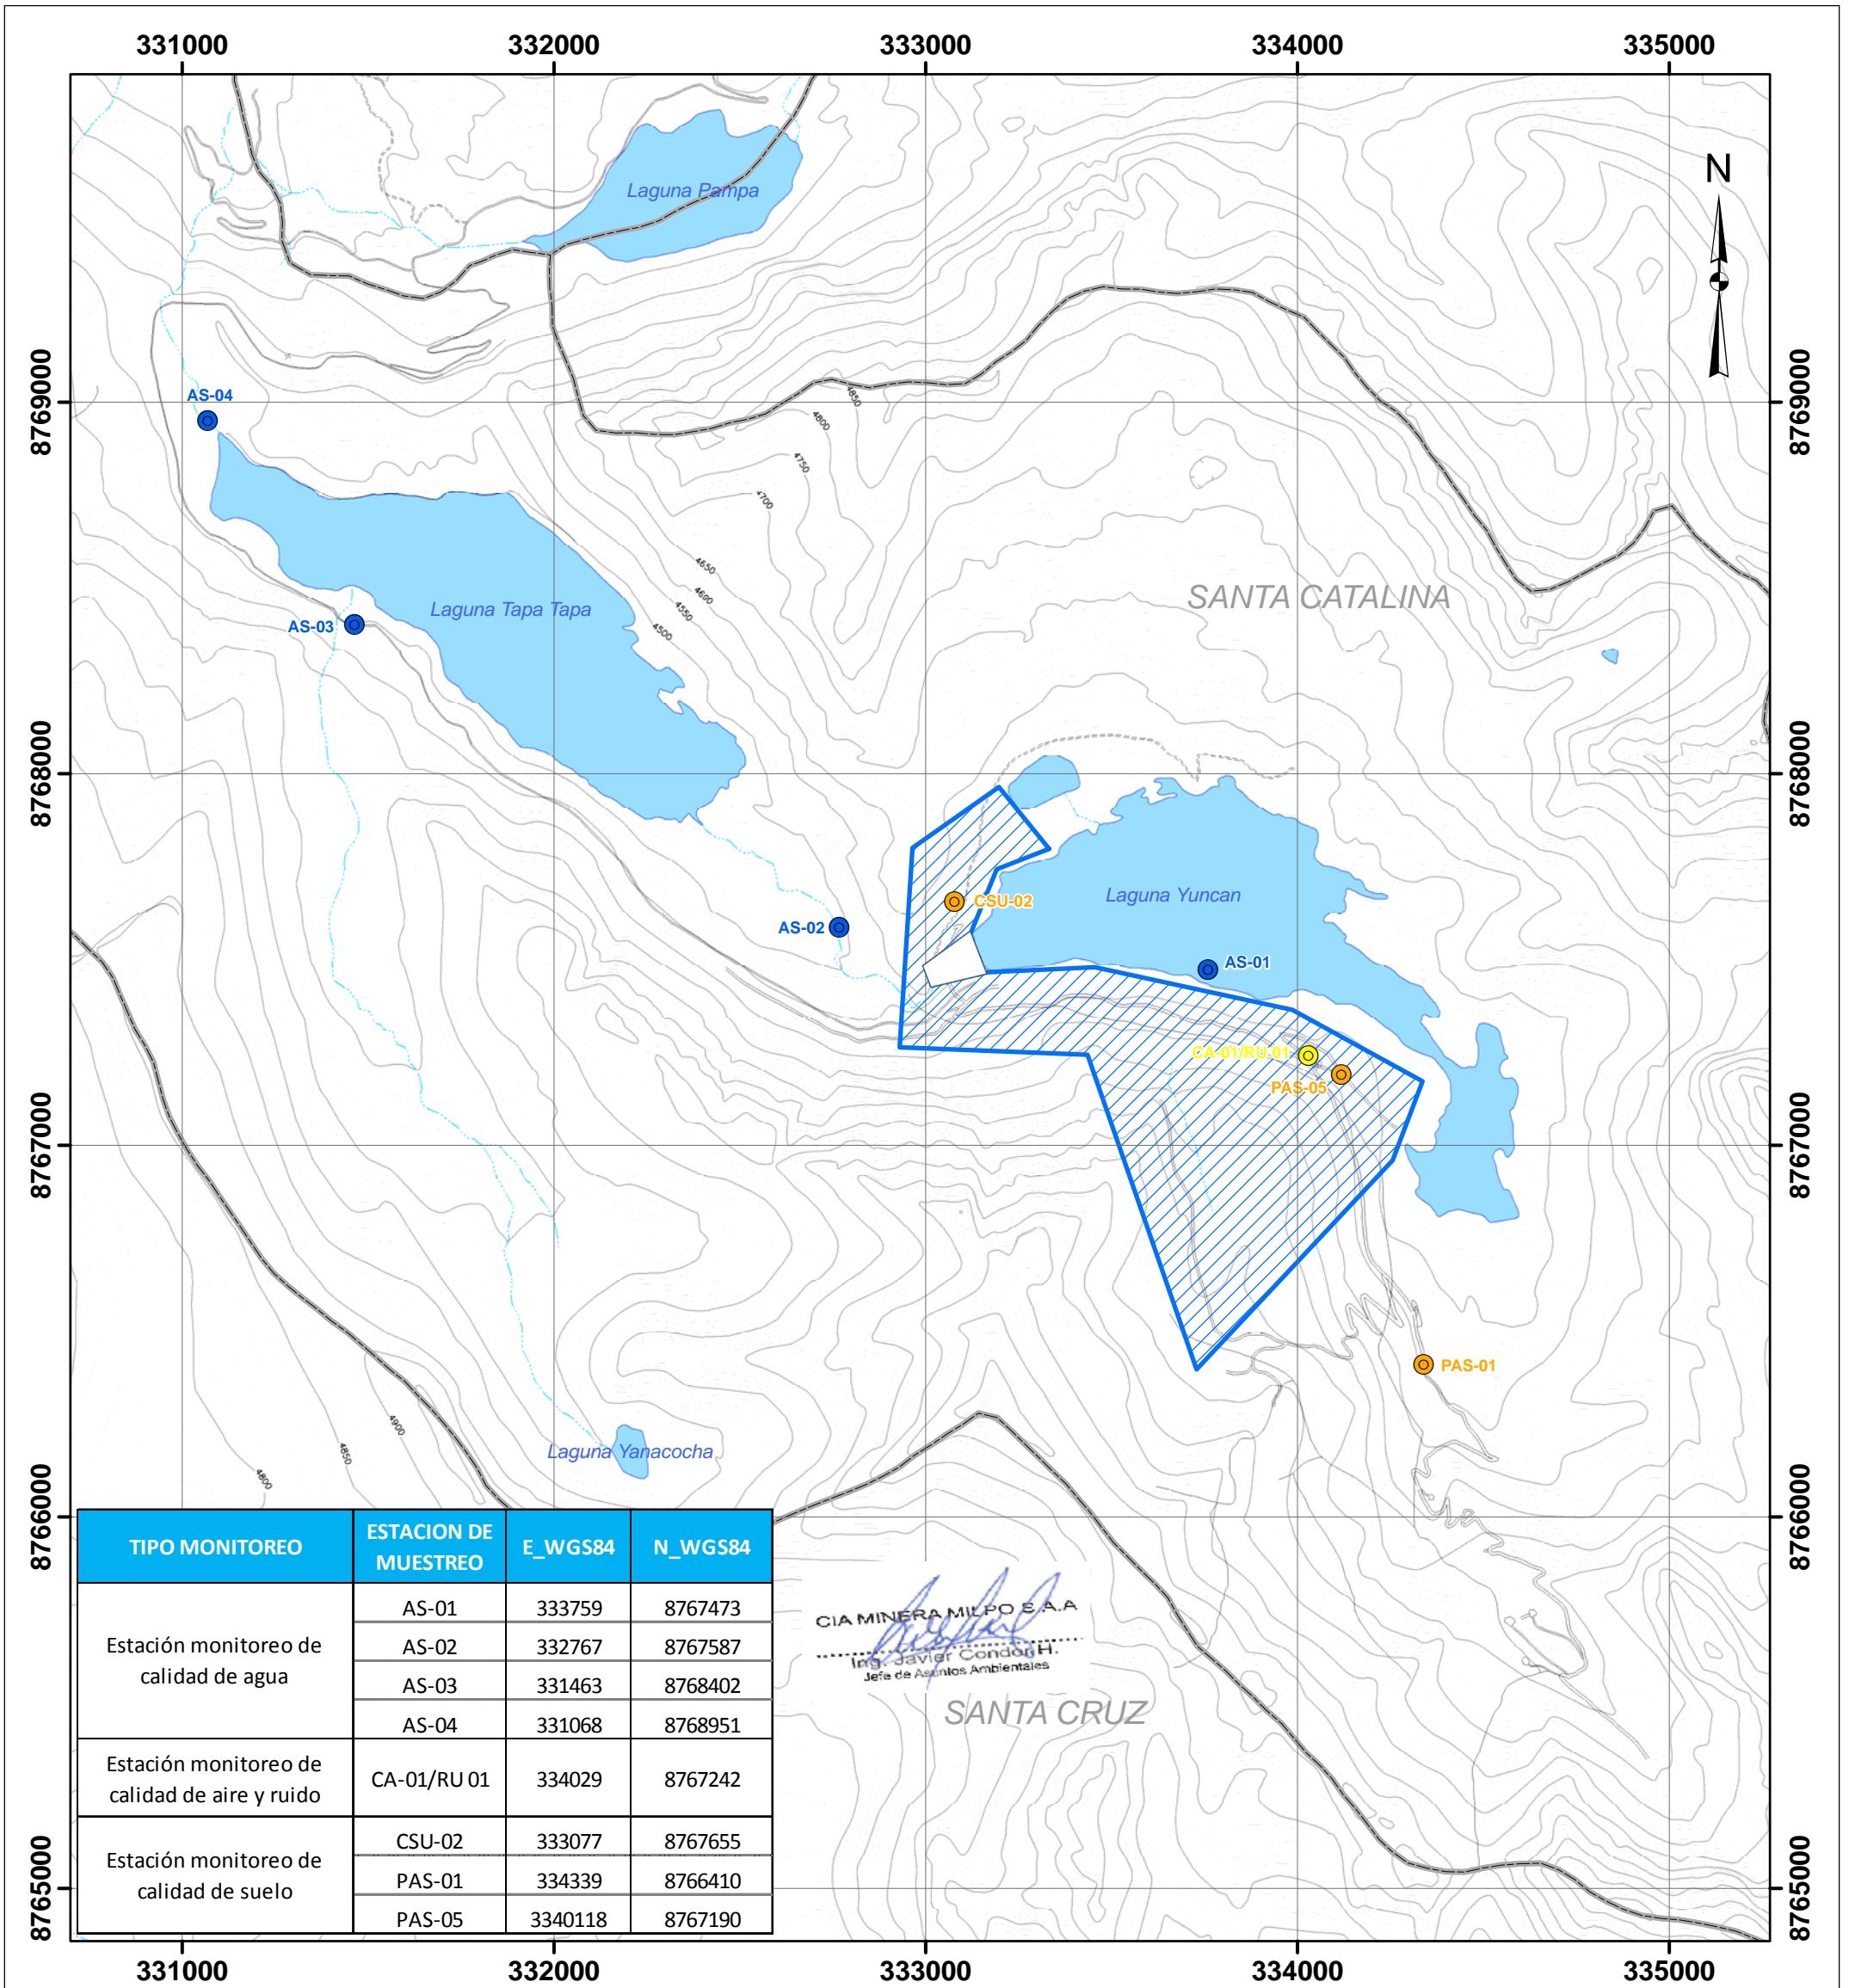 331000 332000 333000 334000 335000
N
Laguna Pampa
8769000
8769000
AS-04
4850
4800
4750
4700
4650
4600
4550
4500
SANTA CATALINA
Laguna Tapa Tapa
AS-03
8768000
8768000
Laguna Yuncan
CSU-02
AS-02
AS-01
CA-01/RU 01
PAS-05
8767000
8767000
PAS-01
4900
4850
4800
Laguna Yanacocha
8766000
8766000
TIPO MONITOREO
ESTACION DE
MUESTREO
E_WGS84
N_WGS84
Estación monitoreo de
calidad de agua
AS-01 333759 8767473
AS-02 332767 8767587
AS-03 331463 8768402
AS-04 331068 8768951
Estación monitoreo de
calidad de aire y ruido
CA-01/RU 01 334029 8767242
Estación monitoreo de
calidad de suelo
CSU-02 333077 8767655
PAS-01 334339 8766410
PAS-05 3340118 8767190
CIA MINERA MILPO S.A.A
Ing. Javier Condor H.
Jefe de Asuntos Ambientales
SANTA CRUZ
8765000
8765000
331000 332000 333000 334000 335000